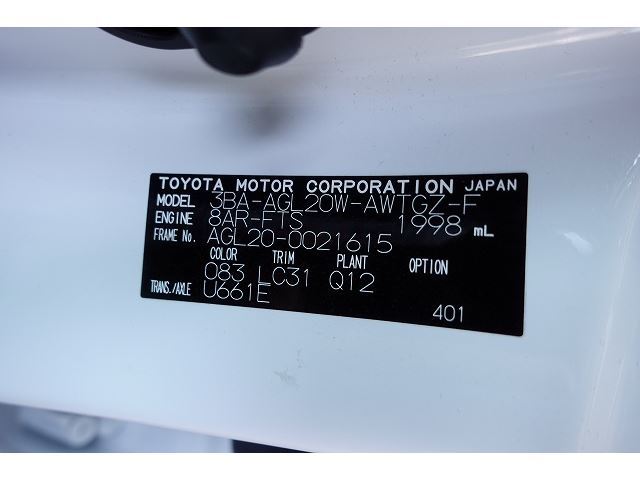 TOYOTA MOTOR CORPORATION JAPAN
MODEL 3BA-AGL20W-AWTGZ-F
ENGINE 8AR-FTS 1998 mL
FRAME No. AGL20-0021615
COLOR TRIM PLANT OPTION
083 LC31 Q12
TRANS./AXLE U661E
401